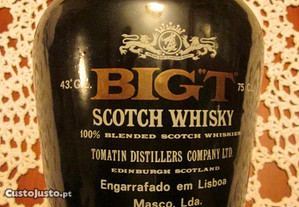 43° G.L. BIG "T" 75 CL.
SCOTCH WHISKY
100% BLENDED SCOTCH WHISKIES
TOMATIN DISTILLERS COMPANY LTD.
EDINBURGH SCOTLAND
Engarrafado em Lisboa
Masco, Lda.
CustoJusto.pt